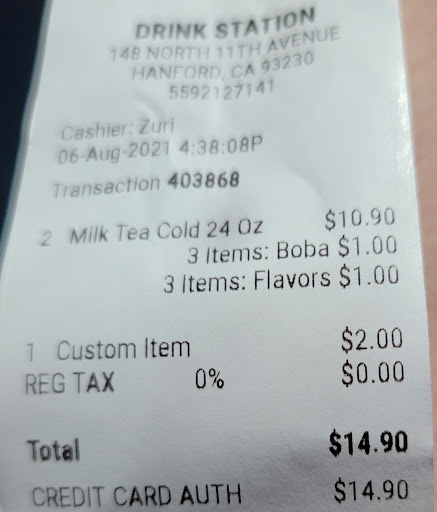 DRINK STATION
148 NORTH 11TH AVENUE
HANFORD, CA 93230
5592127141
Cashier: Zuri
06-Aug-2021 4:38:08P
Transaction 403868
2 Milk Tea Cold 24 Oz $10.90
3 Items: Boba $1.00
3 Items: Flavors $1.00
1 Custom Item $2.00
REG TAX 0% $0.00
Total $14.90
CREDIT CARD AUTH $14.90